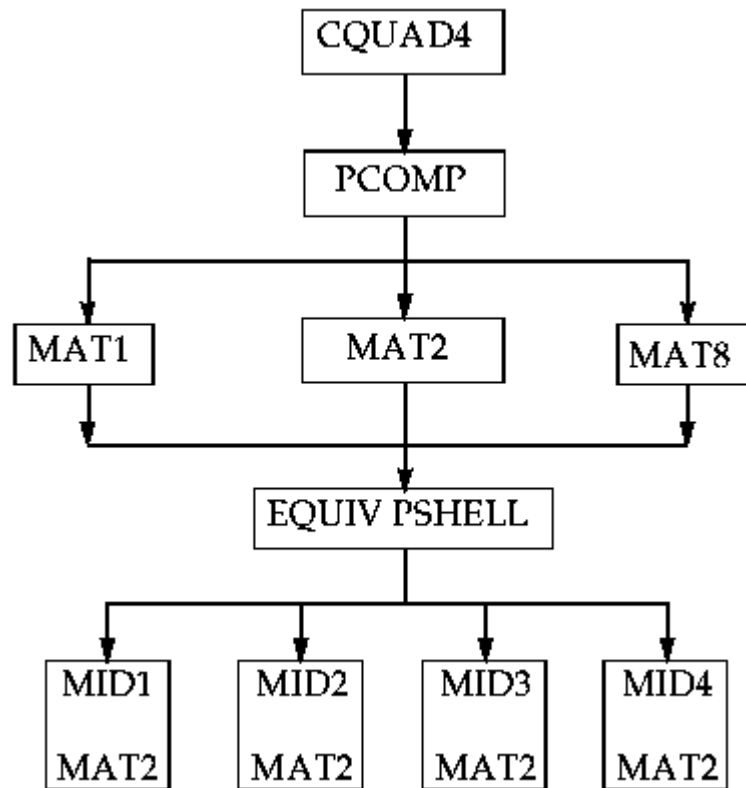 CQUAD4
PCOMP
MAT1
MAT2
MAT8
EQUIV PSHELL
MID1
MID2
MID3
MID4
MAT2
MAT2
MAT2
MAT2